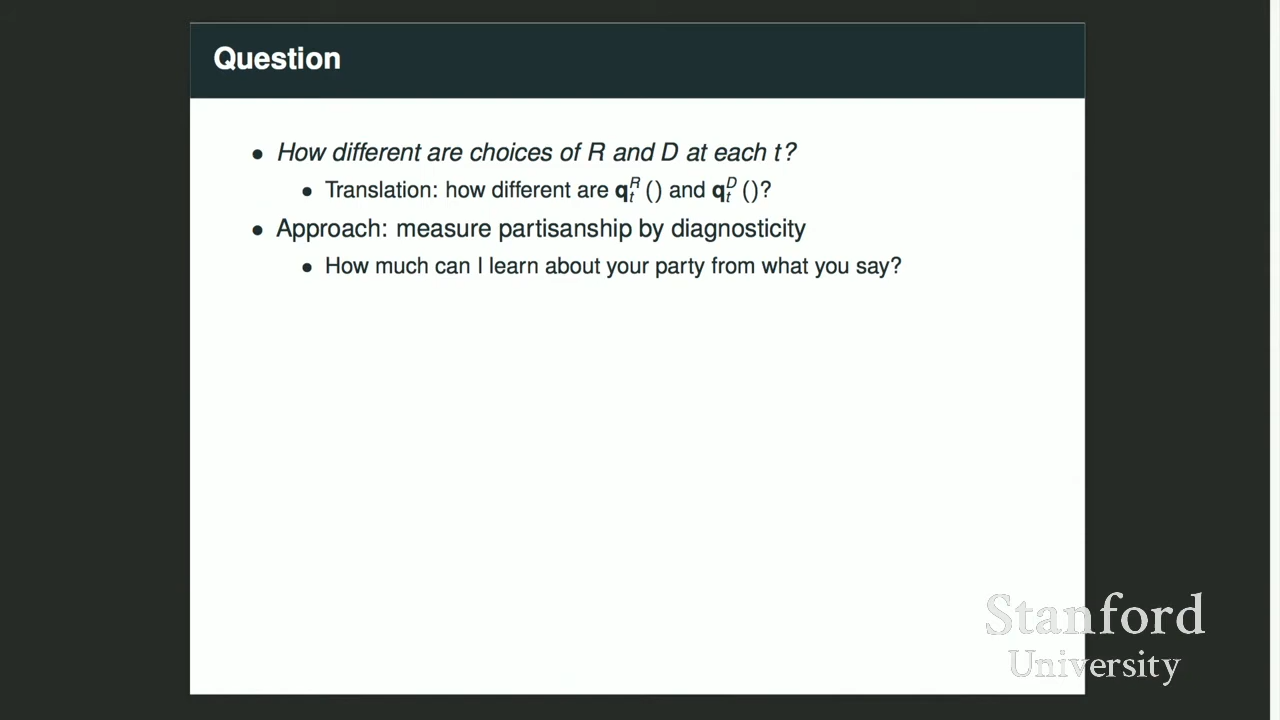 Question
• How different are choices of R and D at each t?
• Translation: how different are q_t^R () and q_t^D ()?
• Approach: measure partisanship by diagnosticity
• How much can I learn about your party from what you say?
Stanford
University